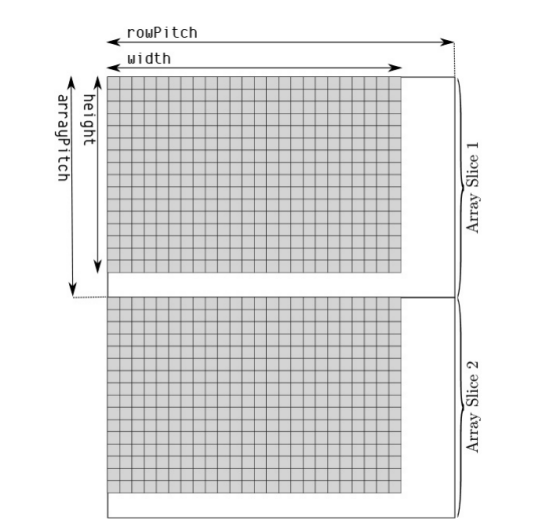 rowPitch
width
height
arrayPitch
Array Slice 1
Array Slice 2